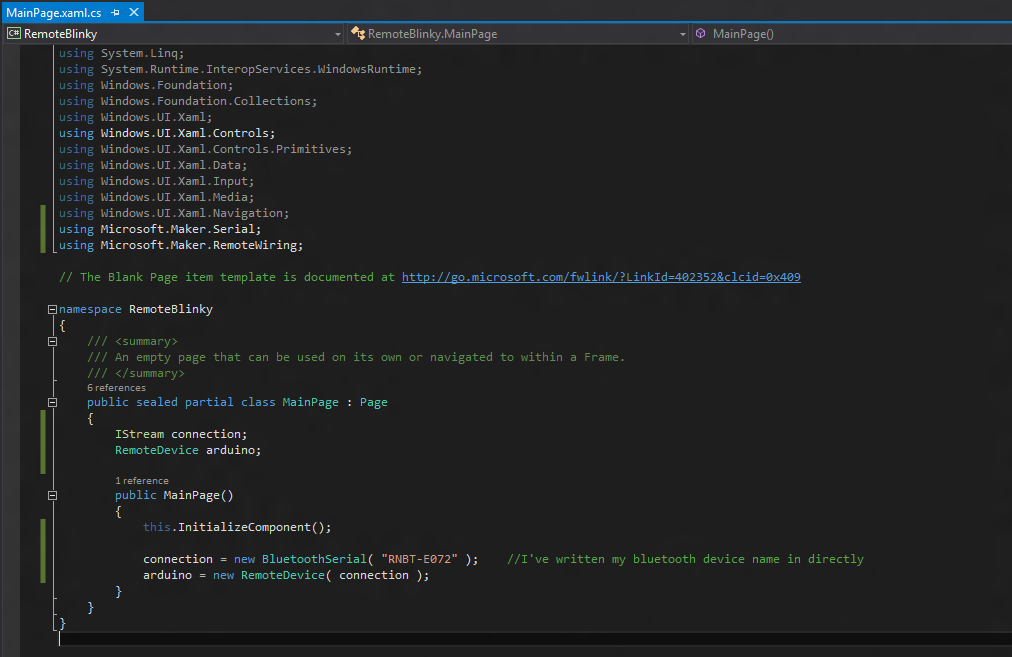 MainPage.xaml.cs
RemoteBlinky RemoteBlinky.MainPage MainPage()
using System.Linq;
using System.Runtime.InteropServices.WindowsRuntime;
using Windows.Foundation;
using Windows.Foundation.Collections;
using Windows.UI.Xaml;
using Windows.UI.Xaml.Controls;
using Windows.UI.Xaml.Controls.Primitives;
using Windows.UI.Xaml.Data;
using Windows.UI.Xaml.Input;
using Windows.UI.Xaml.Media;
using Windows.UI.Xaml.Navigation;
using Microsoft.Maker.Serial;
using Microsoft.Maker.RemoteWiring;
// The Blank Page item template is documented at http://go.microsoft.com/fwlink/?LinkId=402352&clcid=0x409
namespace RemoteBlinky
{
/// <summary>
/// An empty page that can be used on its own or navigated to within a Frame.
/// </summary>
6 references
public sealed partial class MainPage : Page
{
IStream connection;
RemoteDevice arduino;
1 reference
public MainPage()
{
this.InitializeComponent();
connection = new BluetoothSerial( "RNBT-E072" ); //I've written my bluetooth device name in directly
arduino = new RemoteDevice( connection );
}
}
}